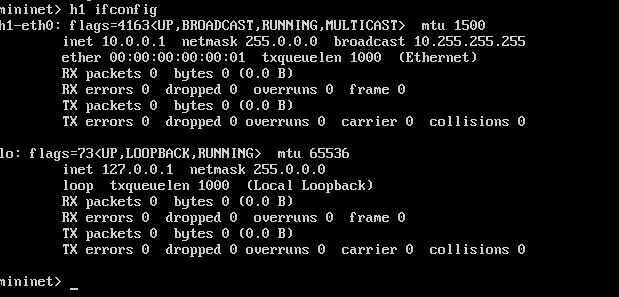 mininet> h1 ifconfig
h1-eth0: flags=4163<UP,BROADCAST,RUNNING,MULTICAST>  mtu 1500
        inet 10.0.0.1  netmask 255.0.0.0  broadcast 10.255.255.255
        ether 00:00:00:00:00:01  txqueuelen 1000  (Ethernet)
        RX packets 0  bytes 0 (0.0 B)
        RX errors 0  dropped 0  overruns 0  frame 0
        TX packets 0  bytes 0 (0.0 B)
        TX errors 0  dropped 0 overruns 0  carrier 0  collisions 0

lo: flags=73<UP,LOOPBACK,RUNNING>  mtu 65536
        inet 127.0.0.1  netmask 255.0.0.0
        loop  txqueuelen 1000  (Local Loopback)
        RX packets 0  bytes 0 (0.0 B)
        RX errors 0  dropped 0  overruns 0  frame 0
        TX packets 0  bytes 0 (0.0 B)
        TX errors 0  dropped 0 overruns 0  carrier 0  collisions 0

mininet> _